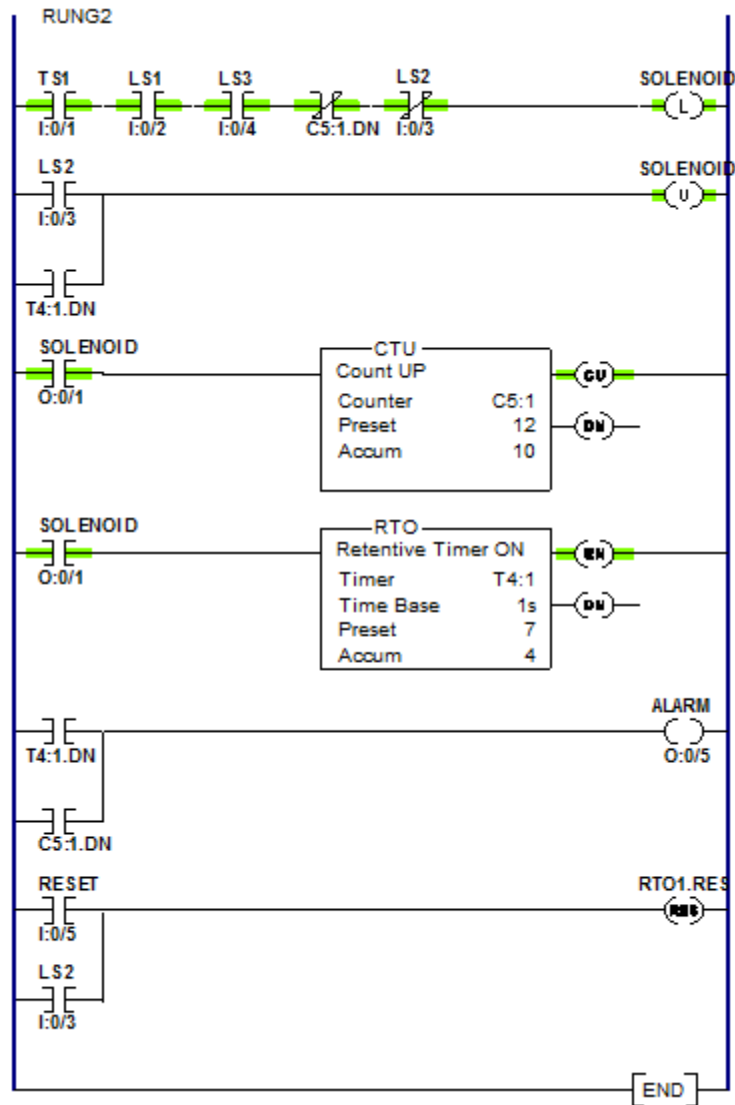 RUNG2
TS1 LS1 LS3 LS2 SOLENOID
L
I:0/1 I:0/2 I:0/4 C5:1.DN I:0/3
LS2 SOLENOID
U
I:0/3
T4:1.DN
SOLENOID
O:0/1
CTU
Count UP
CU
Counter C5:1
Preset 12
DN
Accum 10
SOLENOID
O:0/1
RTO
Retentive Timer ON
EN
Timer T4:1
Time Base 1s
DN
Preset 7
Accum 4
ALARM
T4:1.DN O:0/5
C5:1.DN
RESET RTO1.RES
RES
I:0/5
LS2
I:0/3
END